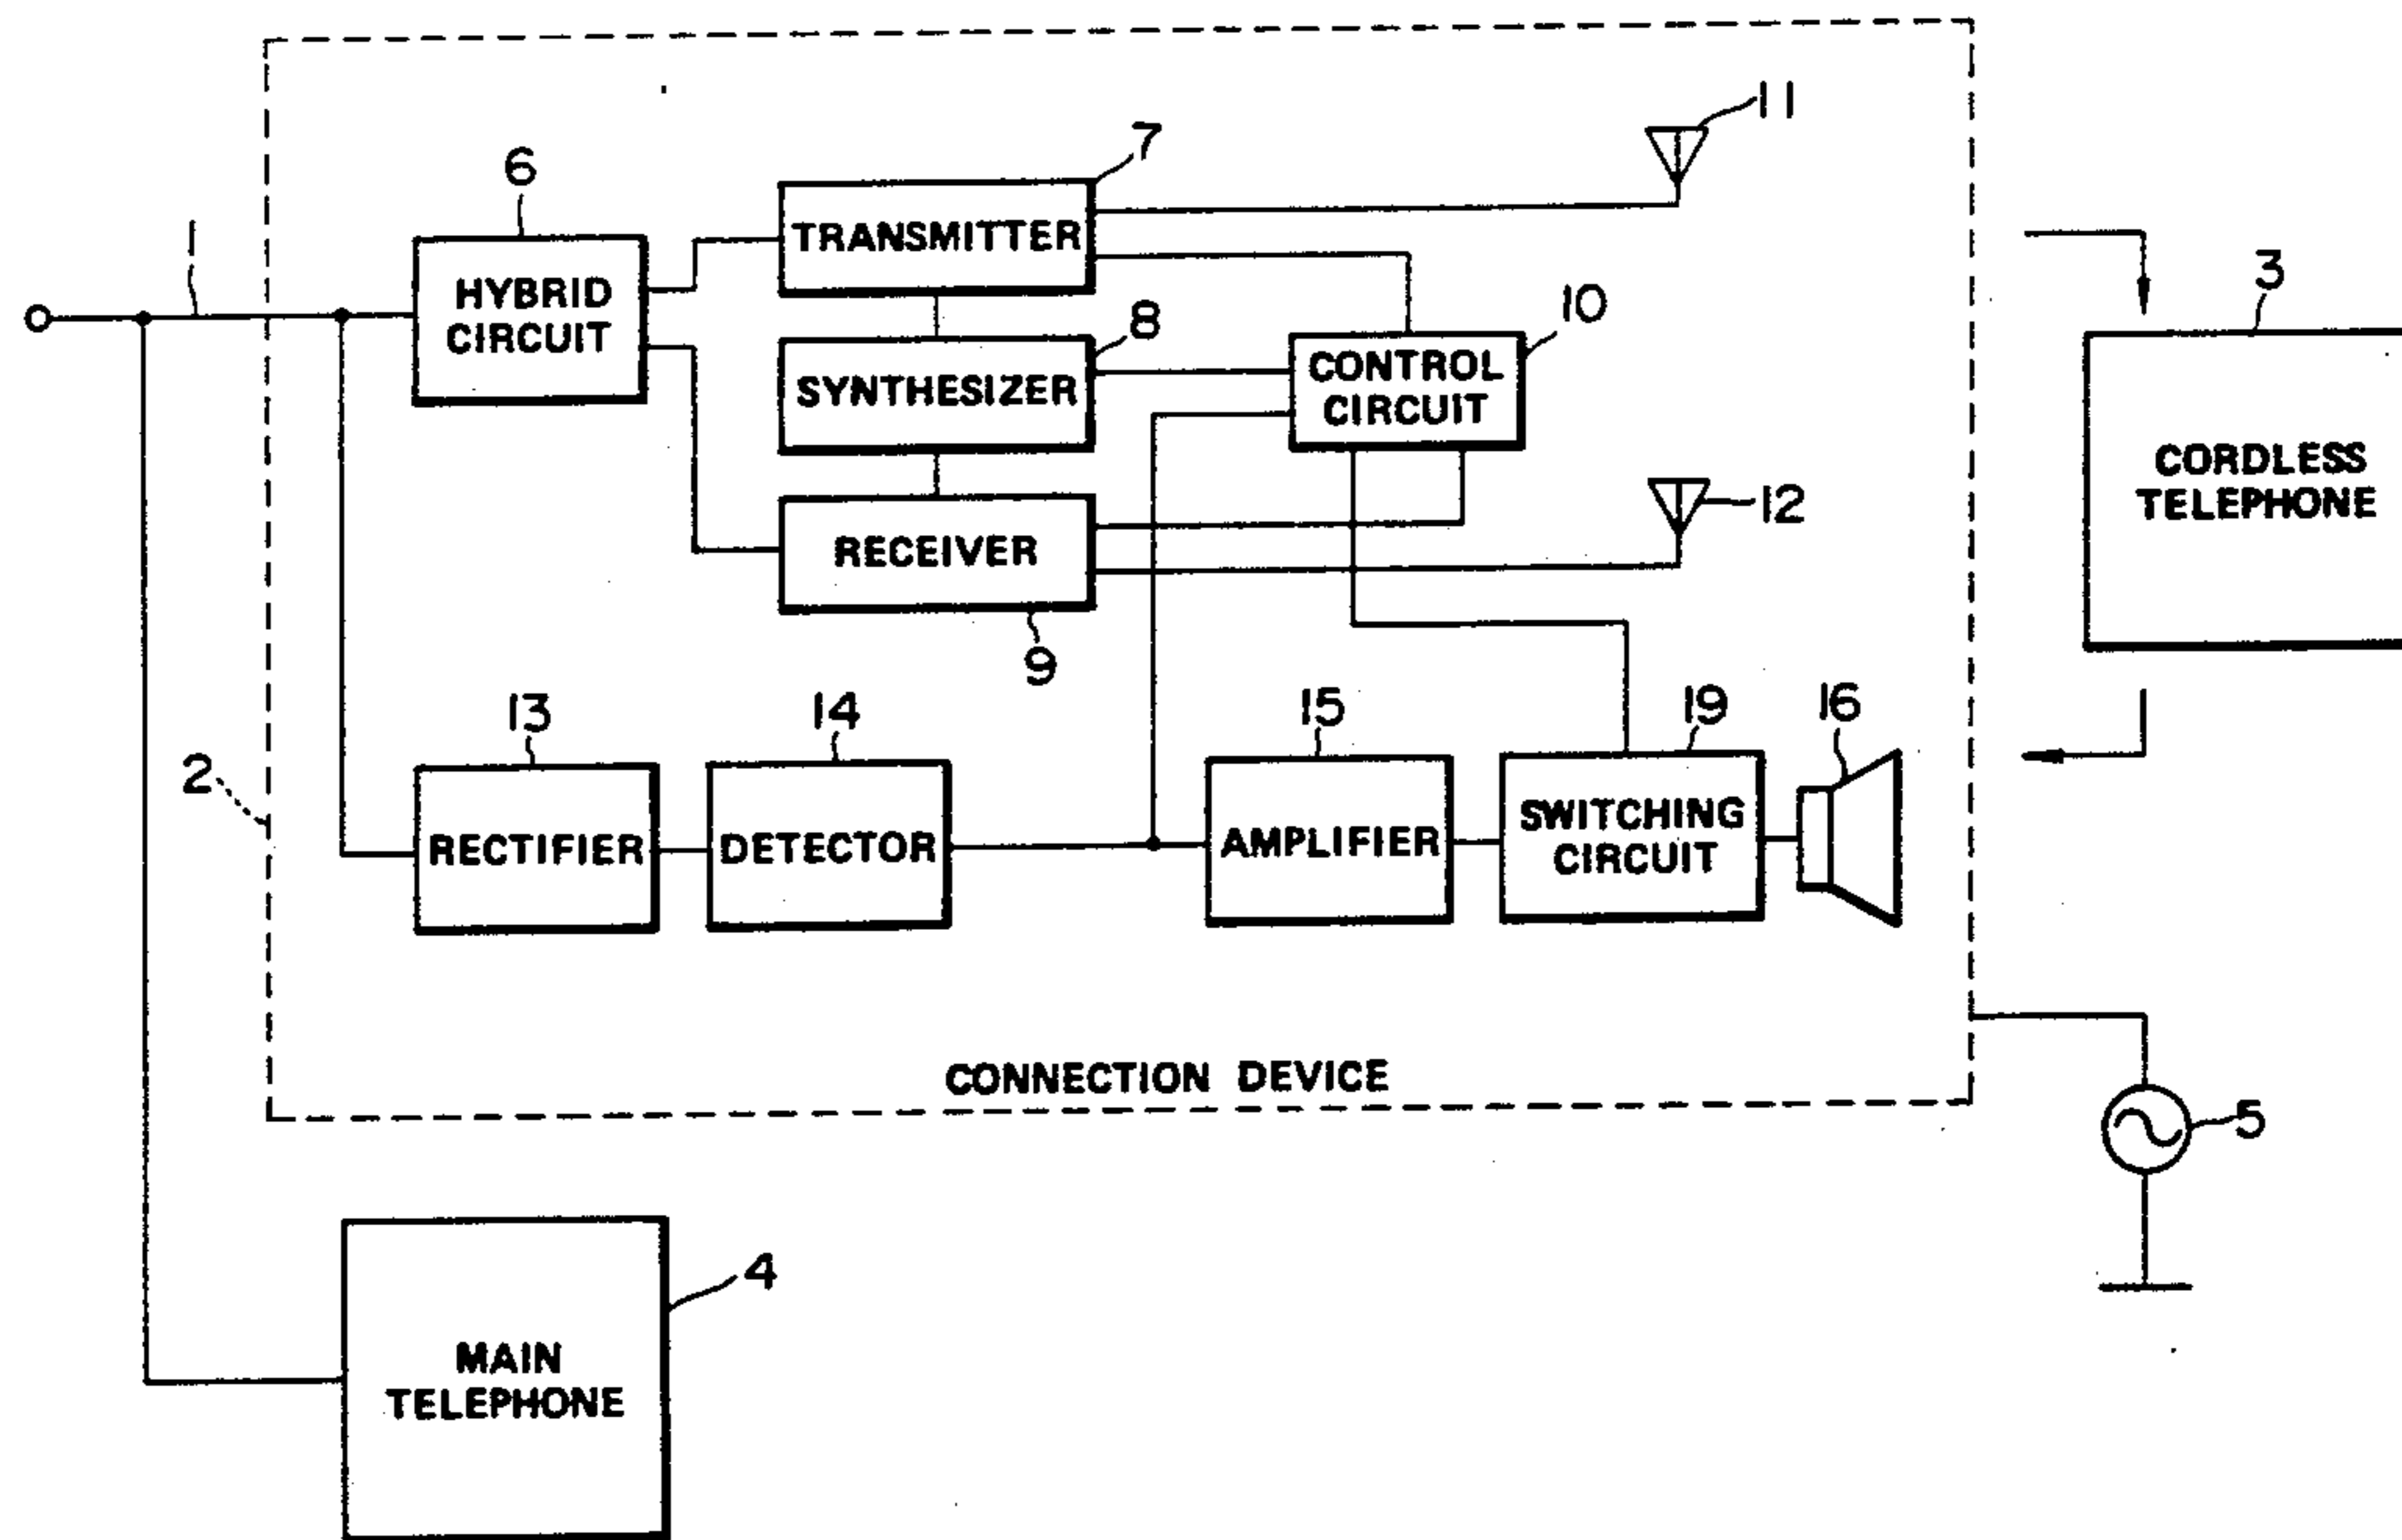 11
7
6
TRANSMITTER
1
3
HYBRID
CIRCUIT
8
10
CONTROL
CIRCUIT
SYNTHESIZER
CORDLESS
TELEPHONE
12
RECEIVER
9
13
14
15
19
16
2
RECTIFIER
DETECTOR
AMPLIFIER
SWITCHING
CIRCUIT
CONNECTION DEVICE
5
4
MAIN
TELEPHONE